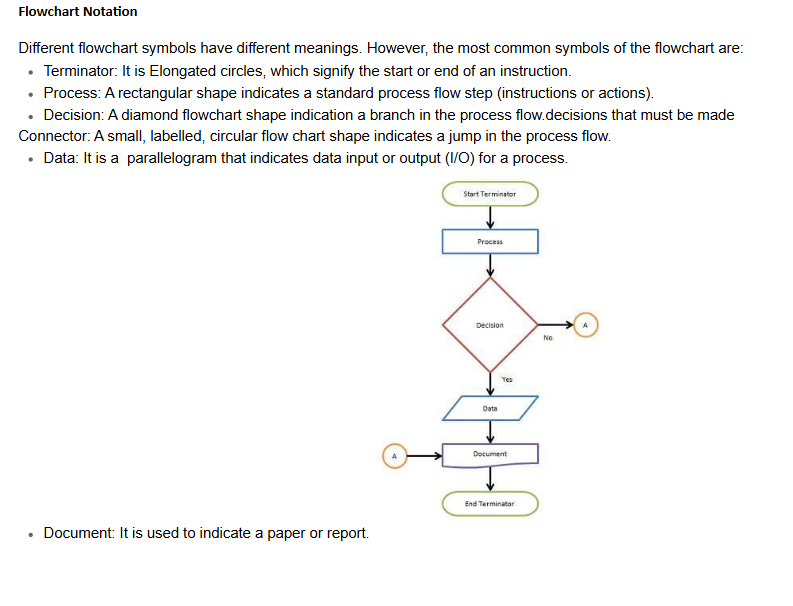 Flowchart Notation
Different flowchart symbols have different meanings. However, the most common symbols of the flowchart are:
• Terminator: It is Elongated circles, which signify the start or end of an instruction.
• Process: A rectangular shape indicates a standard process flow step (instructions or actions).
• Decision: A diamond flowchart shape indication a branch in the process flow.decisions that must be made
Connector: A small, labelled, circular flow chart shape indicates a jump in the process flow.
• Data: It is a  parallelogram that indicates data input or output (I/O) for a process.
Start Terminator
Process
Decision
A
No
Yes
Data
A
Document
End Terminator
• Document: It is used to indicate a paper or report.